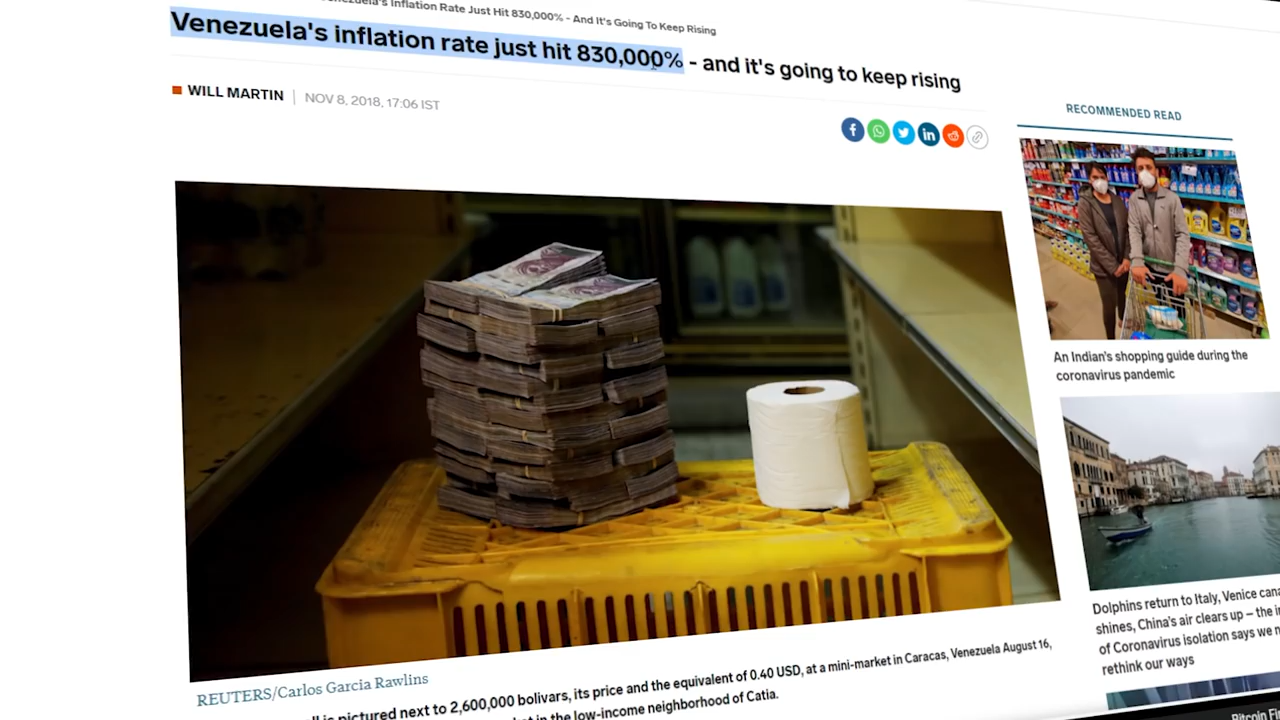 Inflation Rate Just Hit 830,000% - And It's Going To Keep Rising
Venezuela's inflation rate just hit 830,000% - and it's going to keep rising
WILL MARTIN
NOV 8, 2018, 17:06 IST
RECOMMENDED READ
An Indian's shopping guide during the
coronavirus pandemic
Dolphins return to Italy, Venice
shines, China's air clears up – the
of Coronavirus isolation says we
rethink our ways
REUTERS/Carlos Garcia Rawlins
is pictured next to 2,600,000 bolivars, its price and the equivalent of 0.40 USD, at a mini-market in Caracas, Venezuela August 16,
in the low-income neighborhood of Catia.
Bitcoin